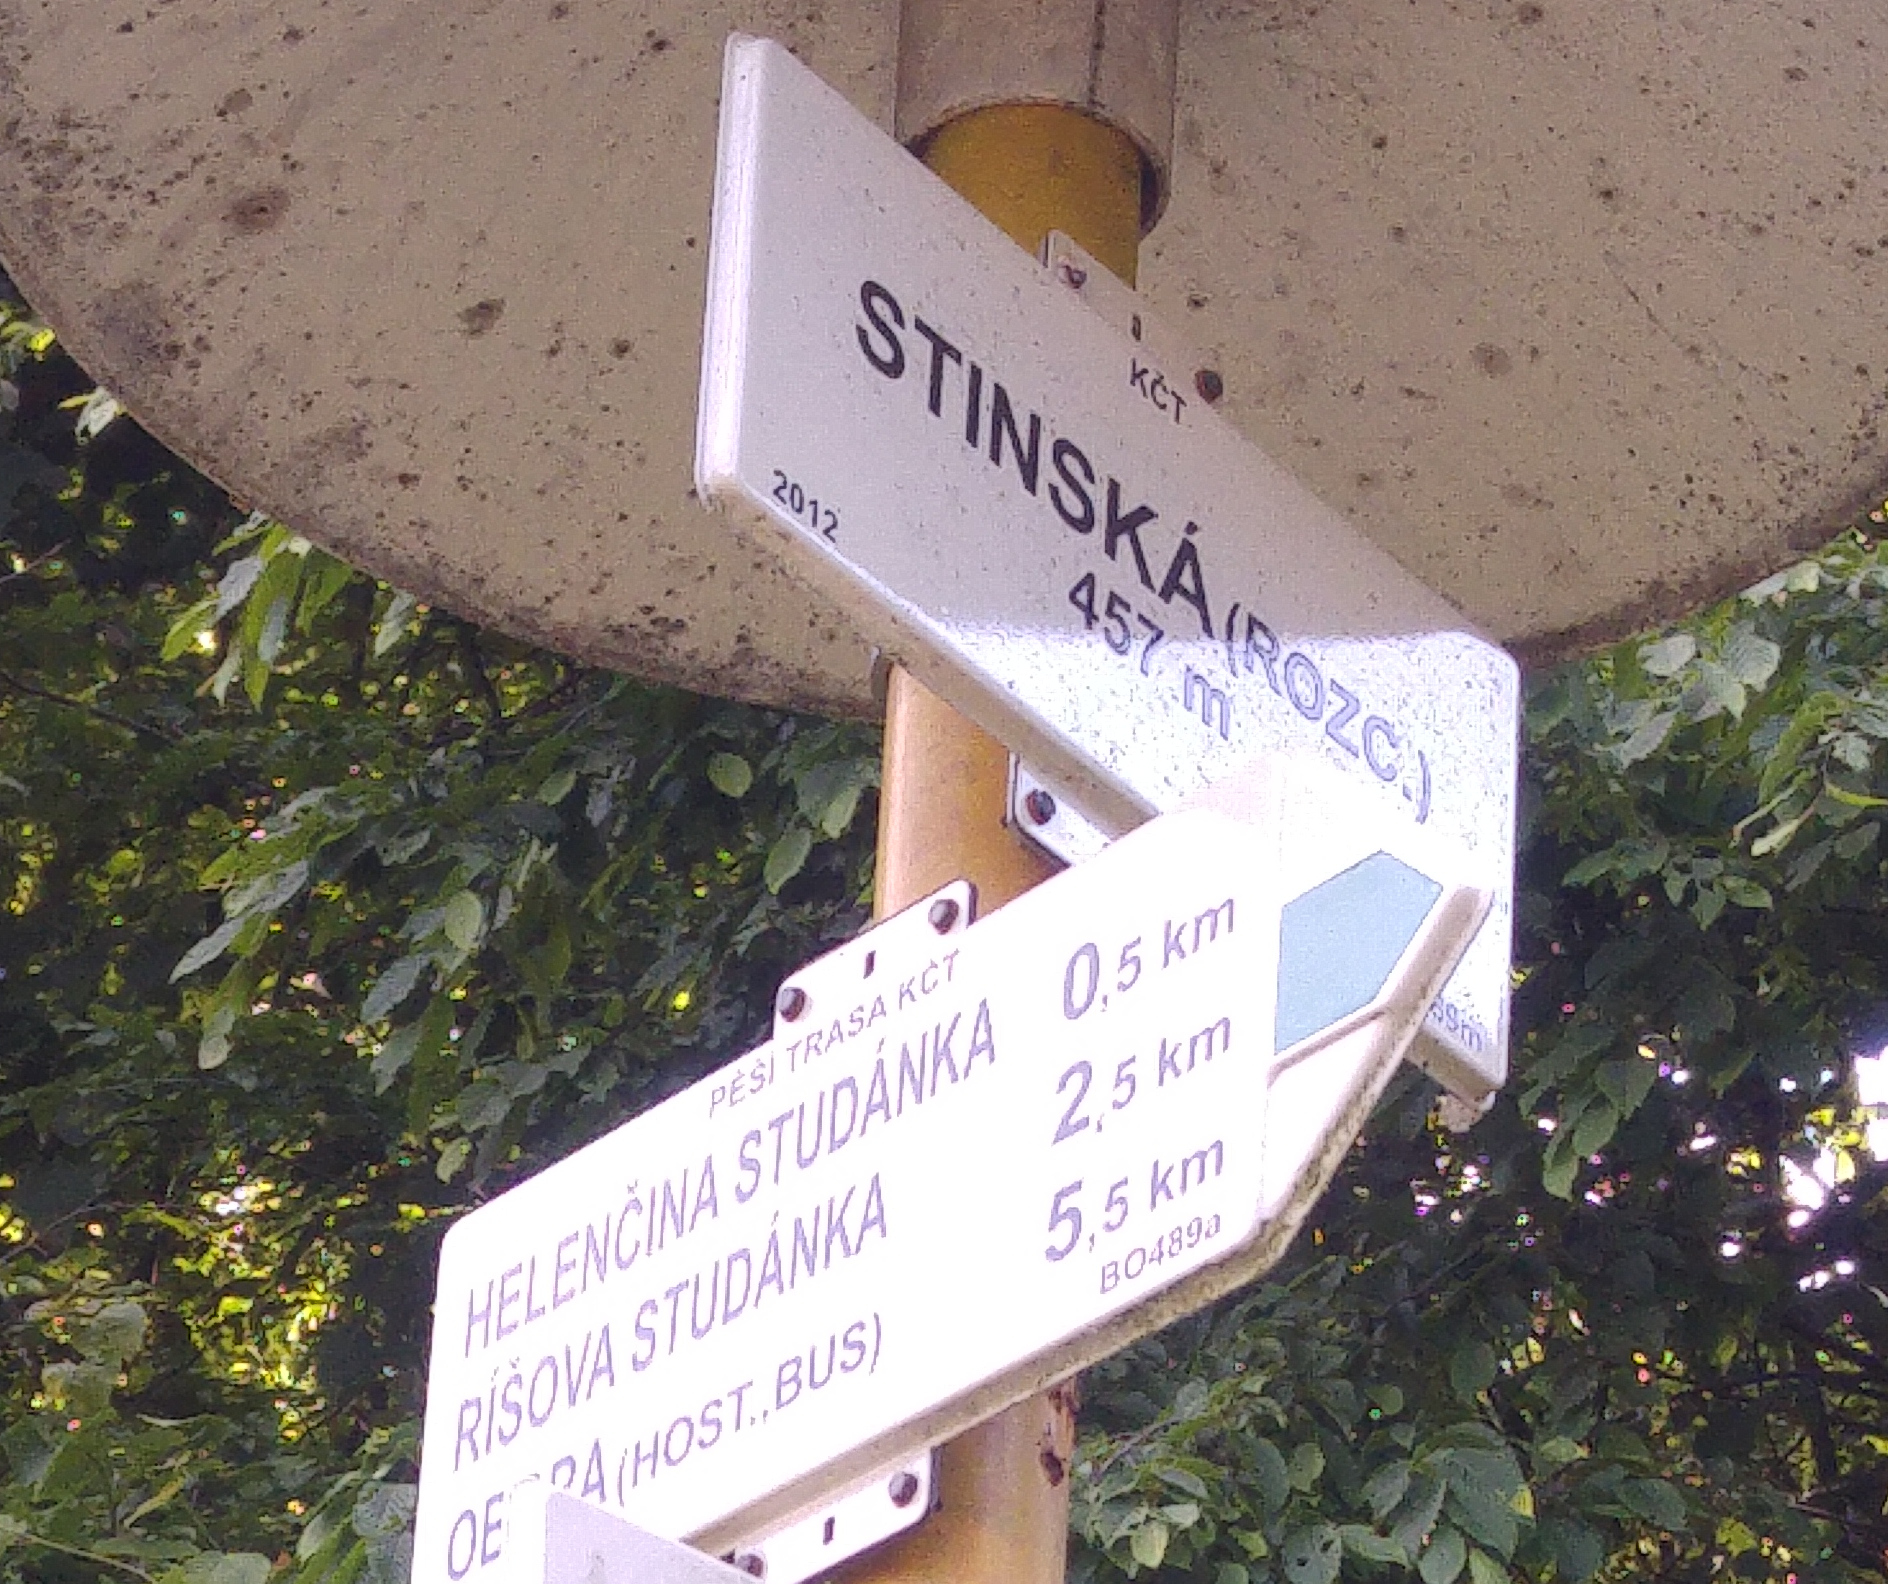 KČT
STINSKÁ (ROZC.)
457 m
2012
PĚŠÍ TRASA KČT
HELENČINA STUDÁNKA 0,5 km
RÍŠOVA STUDÁNKA 2,5 km
(HOST.,BUS) 5,5 km
BO489a